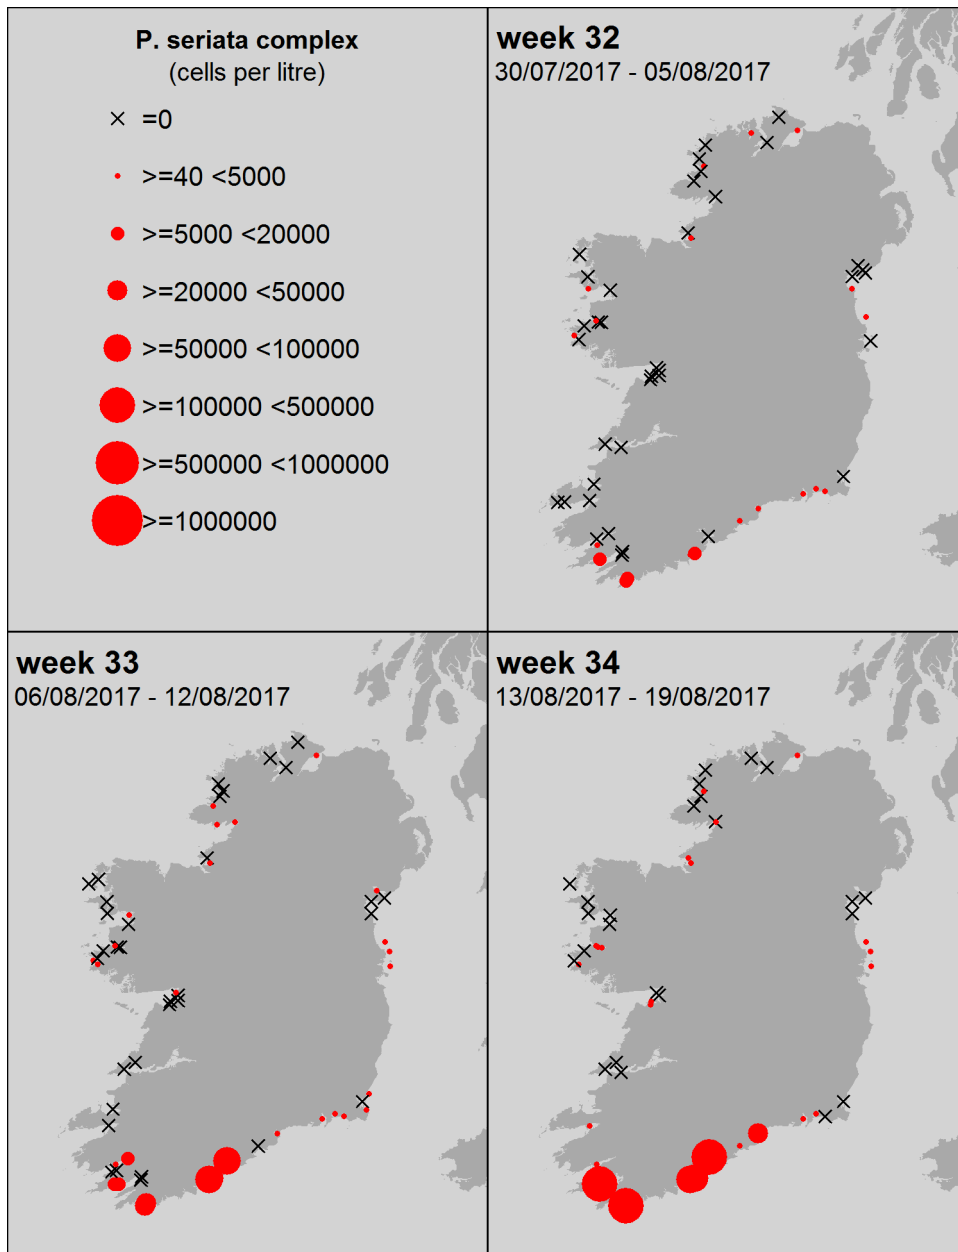 P. seriata complex
(cells per litre)
=0
>=40 <5000
>=5000 <20000
>=20000 <50000
>=50000 <100000
>=100000 <500000
>=500000 <1000000
>=1000000
week 32
30/07/2017 - 05/08/2017
week 33
06/08/2017 - 12/08/2017
week 34
13/08/2017 - 19/08/2017